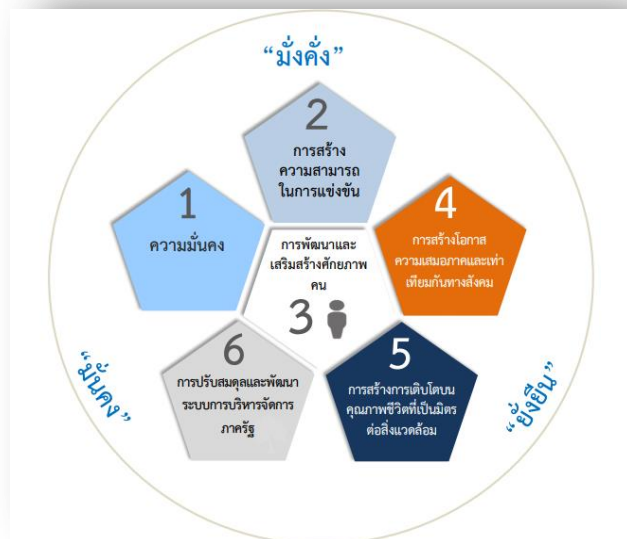 “มั่งคั่ง”
2
การสร้าง
ความสามารถ
ในการแข่งขัน
1
ความมั่นคง
4
การสร้างโอกาส
ความเสมอภาคและเท่า
เทียมกันทางสังคม
การพัฒนาและ
เสริมสร้างศักยภาพ
คน
3
6
การปรับสมดุลและพัฒนา
ระบบการบริหารจัดการ
ภาครัฐ
5
การสร้างการเติบโตบน
คุณภาพชีวิตที่เป็นมิตร
ต่อสิ่งแวดล้อม
“มั่นคง”
“ยั่งยืน”